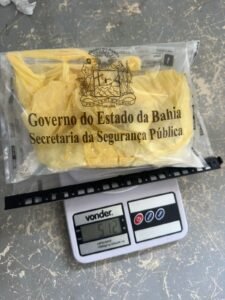 Governo do Estado da Bahia
Secretaria da Segurança Pública
vonder